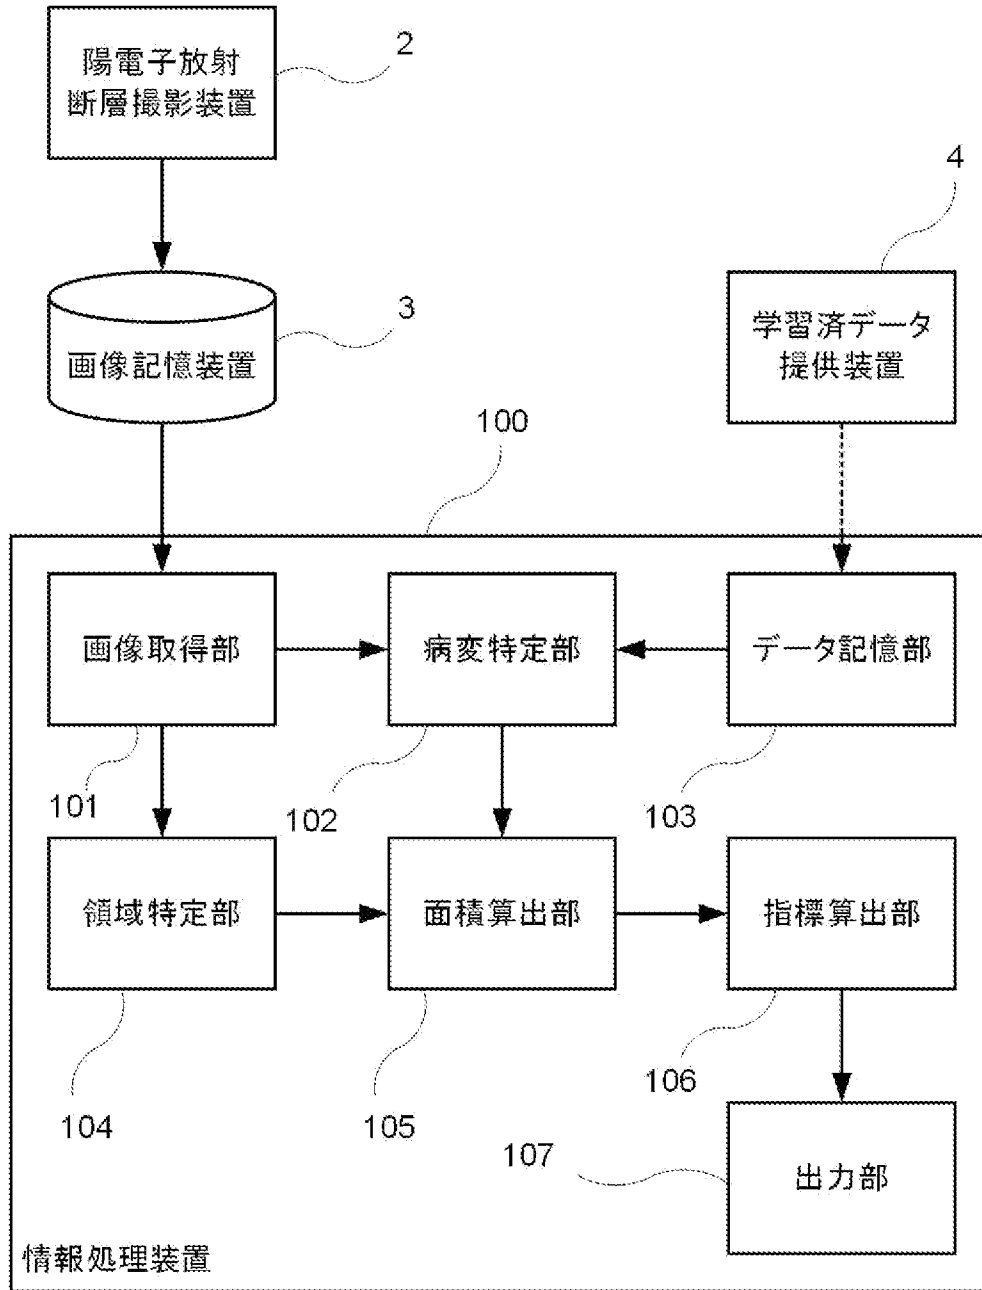 陽電子放射
断層撮影装置
2
画像記憶装置
3
学習済データ
提供装置
4
100
画像取得部
101
病変特定部
102
データ記憶部
103
領域特定部
104
面積算出部
105
指標算出部
106
出力部
107
情報処理装置